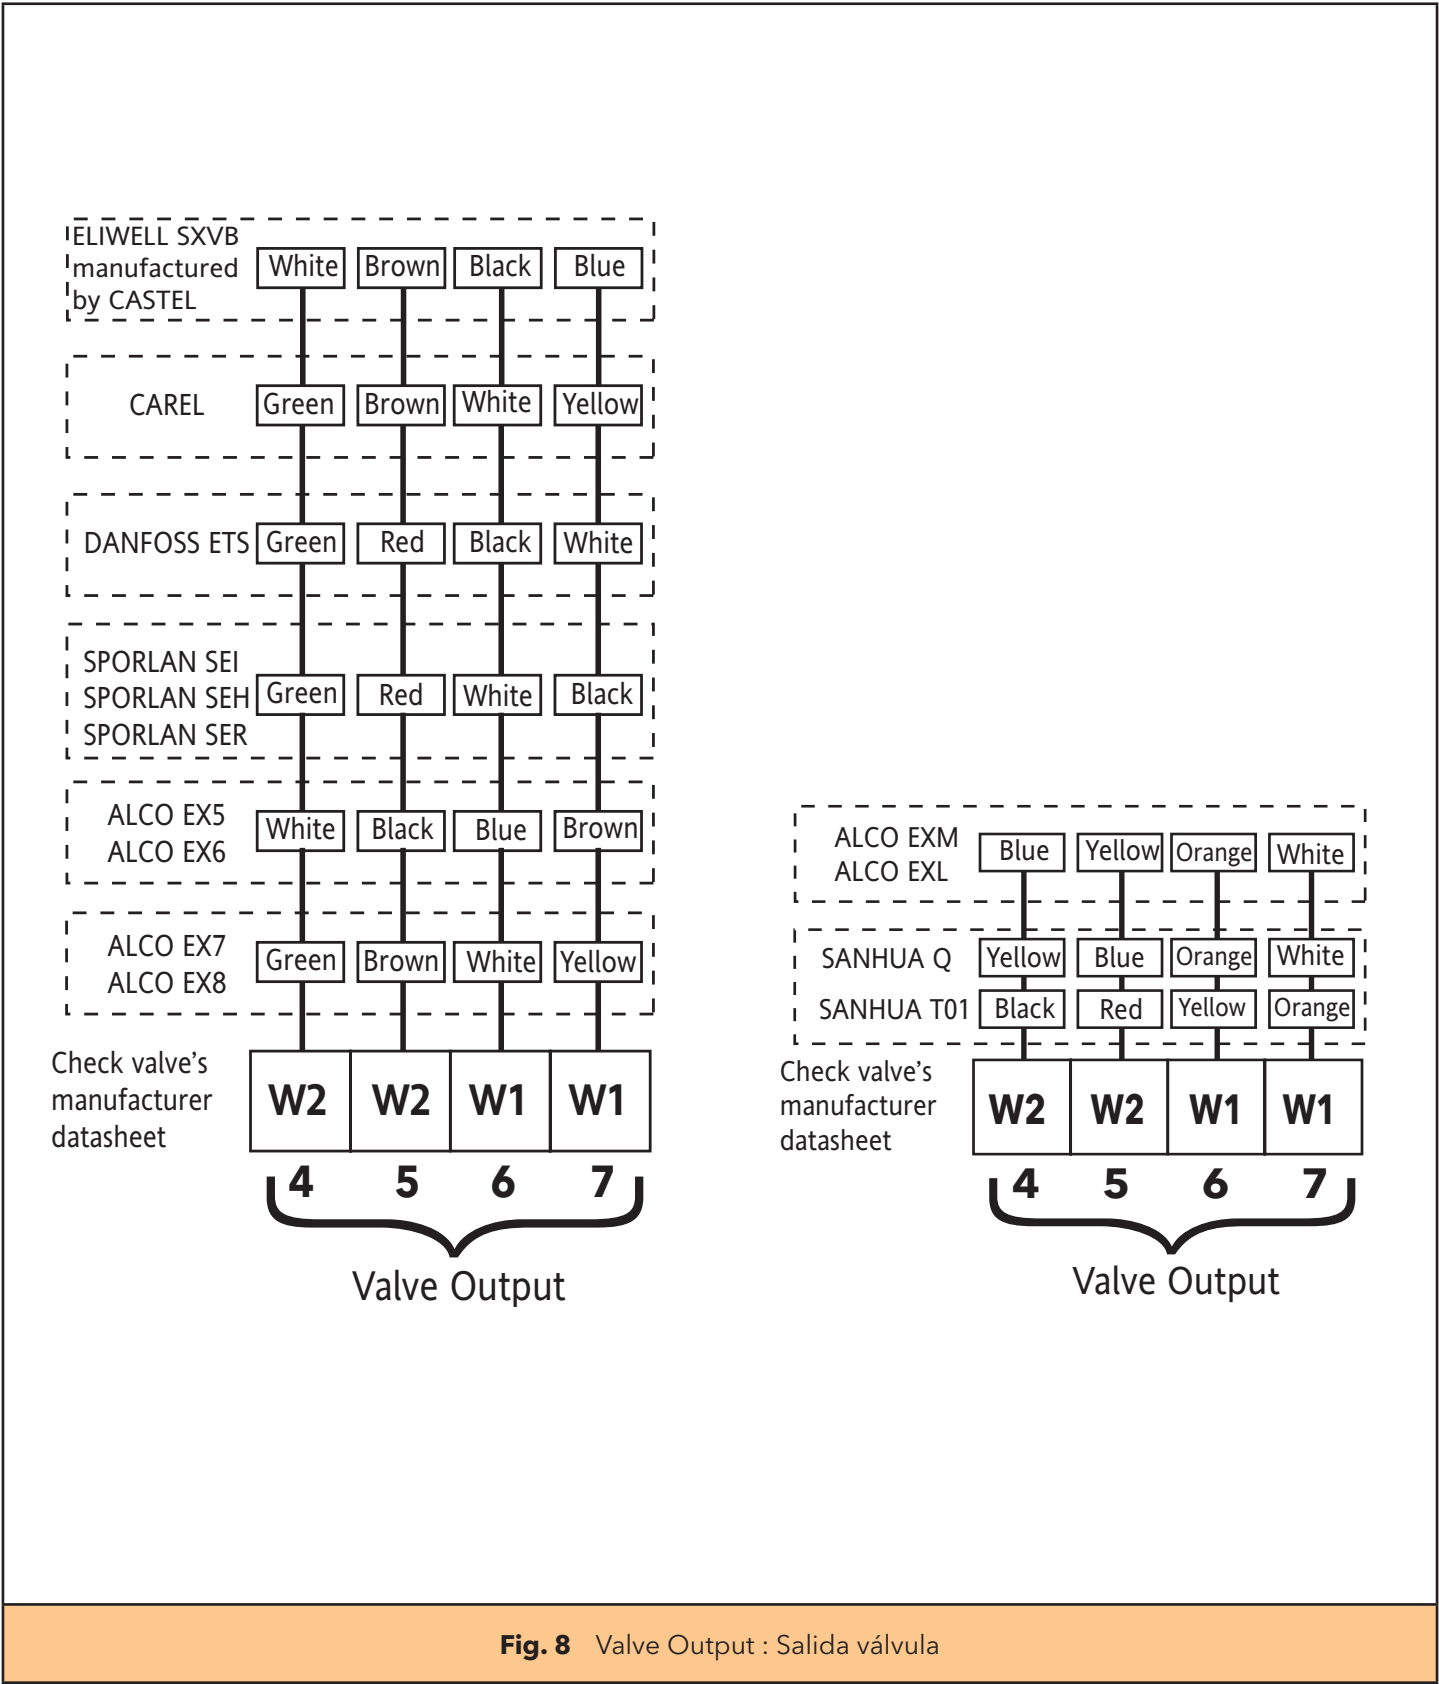 ELIWELL SXVB
manufactured
by CASTEL
White Brown Black Blue
CAREL Green Brown White Yellow
DANFOSS ETS Green Red Black White
SPORLAN SEI
SPORLAN SEH
SPORLAN SER
Green Red White Black
ALCO EX5
ALCO EX6
White Black Blue Brown
ALCO EX7
ALCO EX8
Green Brown White Yellow
Check valve’s
manufacturer
datasheet
W2 W2 W1 W1
4 5 6 7
Valve Output
ALCO EXM
ALCO EXL
Blue Yellow Orange White
SANHUA Q Yellow Blue Orange White
SANHUA T01 Black Red Yellow Orange
Check valve’s
manufacturer
datasheet
W2 W2 W1 W1
4 5 6 7
Valve Output
Fig. 8 Valve Output : Salida válvula